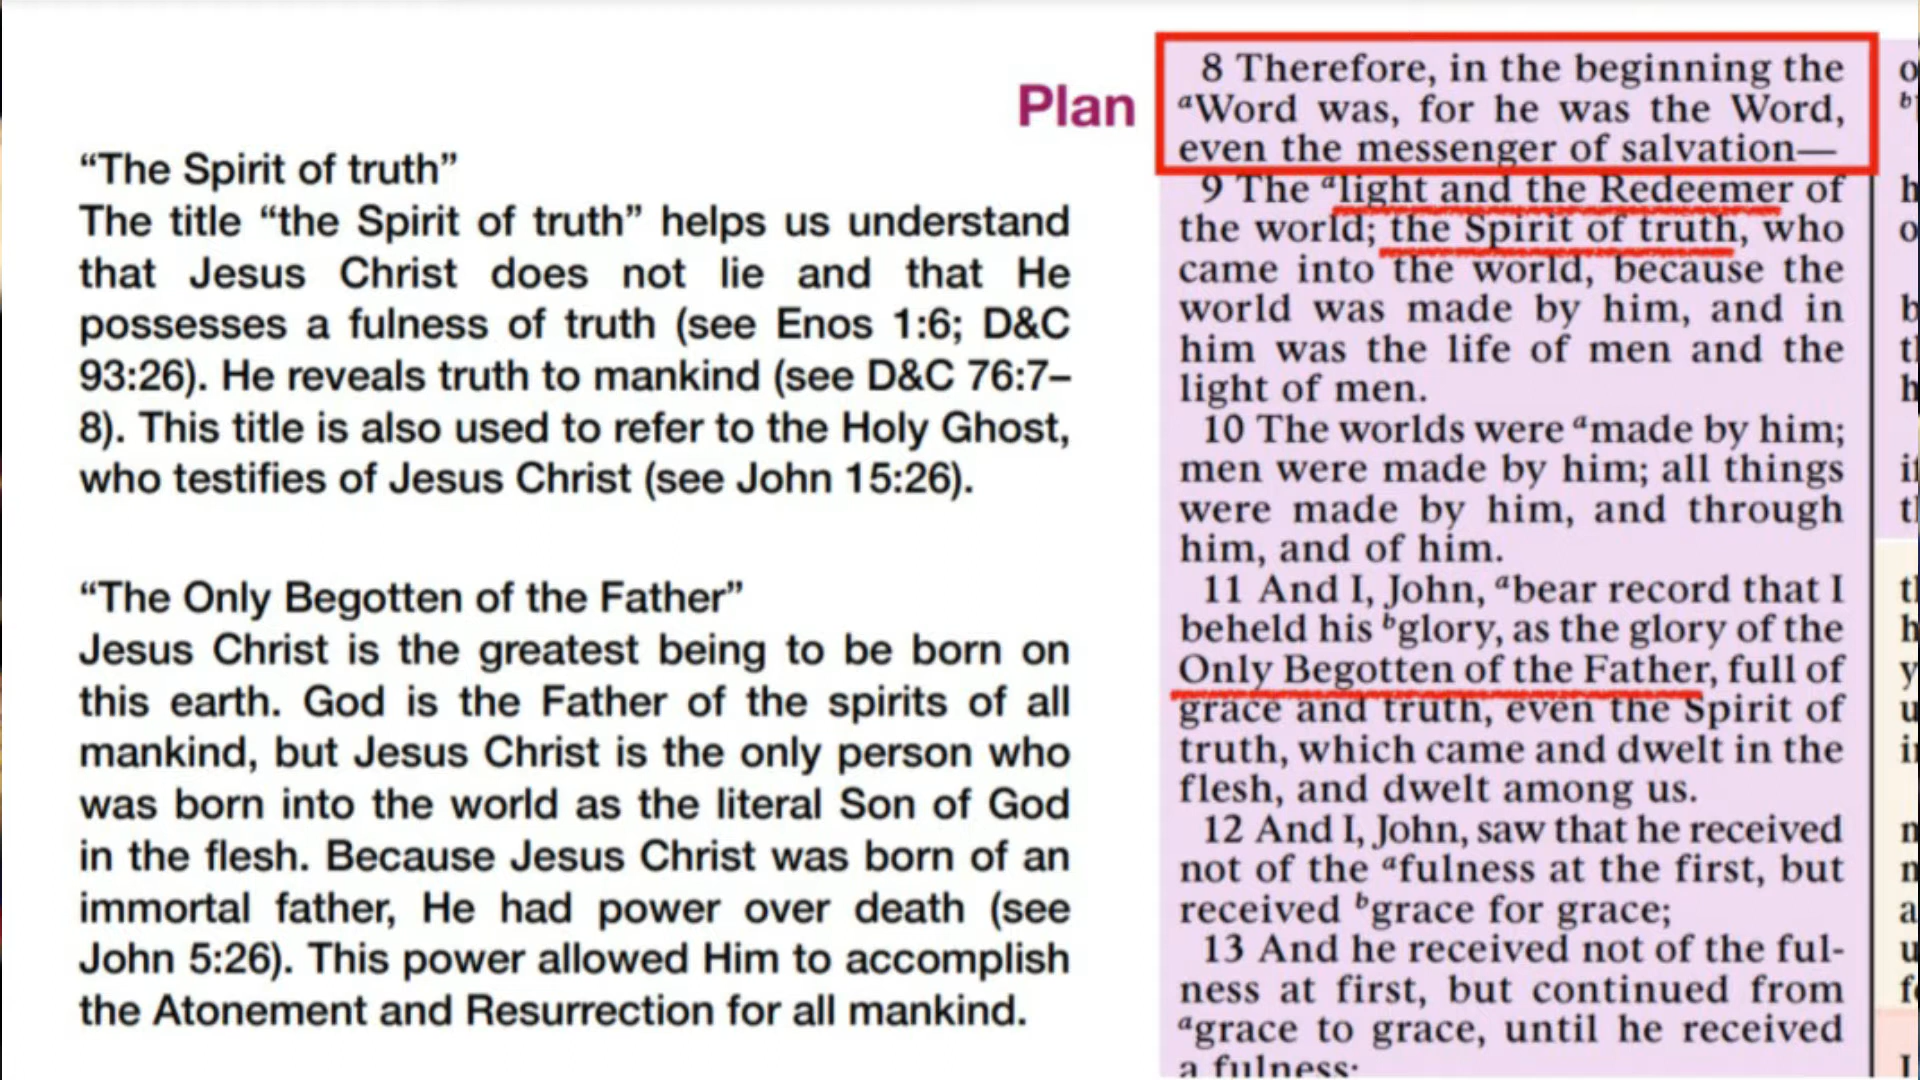 Plan
“The Spirit of truth”
The title “the Spirit of truth” helps us understand
that Jesus Christ does not lie and that He
possesses a fulness of truth (see Enos 1:6; D&C
93:26). He reveals truth to mankind (see D&C 76:7–
8). This title is also used to refer to the Holy Ghost,
who testifies of Jesus Christ (see John 15:26).
“The Only Begotten of the Father”
Jesus Christ is the greatest being to be born on
this earth. God is the Father of the spirits of all
mankind, but Jesus Christ is the only person who
was born into the world as the literal Son of God
in the flesh. Because Jesus Christ was born of an
immortal father, He had power over death (see
John 5:26). This power allowed Him to accomplish
the Atonement and Resurrection for all mankind.
8 Therefore, in the beginning the
aWord was, for he was the Word,
even the messenger of salvation—
9 The alight and the Redeemer of
the world; the Spirit of truth, who
came into the world, because the
world was made by him, and in
him was the life of men and the
light of men.
10 The worlds were amade by him;
men were made by him; all things
were made by him, and through
him, and of him.
11 And I, John, abear record that I
beheld his bglory, as the glory of the
Only Begotten of the Father, full of
grace and truth, even the Spirit of
truth, which came and dwelt in the
flesh, and dwelt among us.
12 And I, John, saw that he received
not of the afulness at the first, but
received bgrace for grace;
13 And he received not of the ful-
ness at first, but continued from
agrace to grace, until he received
a fulness;